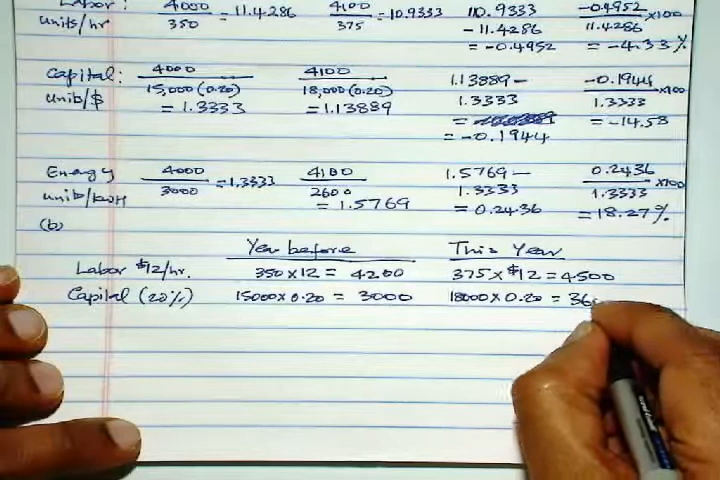 Labor: 4000/350 = 11.4286 4100/375 = 10.9333 110.9333 -0.4952/11.4286 ×100
units/hr - 11.4286
= -0.4952 = -4.33%
Capital: 4000/15,000(0.20) 4100/18,000(0.20) 1.13889 - -0.1944/1.3333 ×100
units/$ = 1.3333 = 1.13889 1.3333
= -14.58
= -0.1944
Energy 4000/3000 = 1.3333 4100/2600 1.5769 - 0.2436/1.3333 ×100
units/kWH = 1.5769 1.3333
= 0.2436 = 18.27%
(b)
Year before This Year
Labor $12/hr. 350 × 12 = 4200 375 × $12 = 4500
Capital (20%) 15000 × 0.20 = 3000 18000 × 0.20 = 36